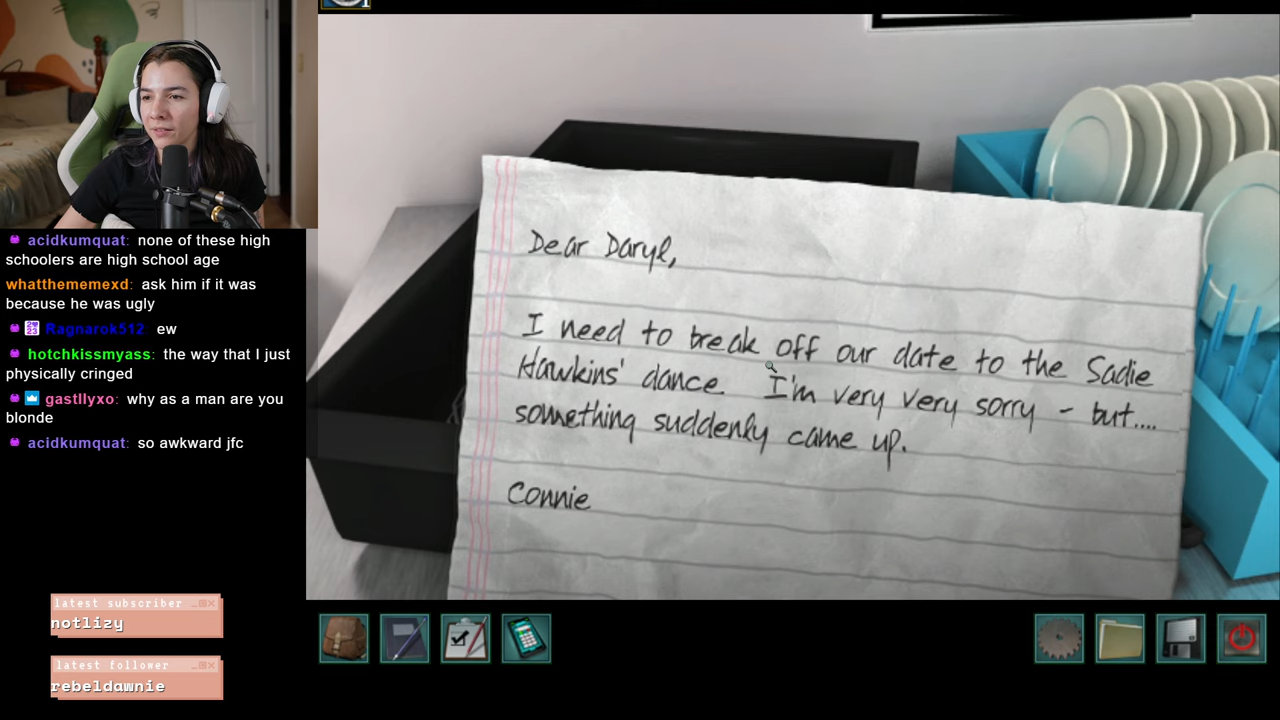 1
acidkumquat: none of these high
schoolers are high school age
whatthememexd: ask him if it was
because he was ugly
Ragnarok512 ew
hotchkissmyass: the way that I just
physically cringed
gastllyxo: why as a man are you
blonde
acidkumquat: so awkward jfc
latest subscriber
notlizy
latest follower
rebeldawnie
Dear Daryl,
I need to break off our date to the Sadie
Hawkins' dance. I'm very very sorry - but....
something suddenly came up.
Connie